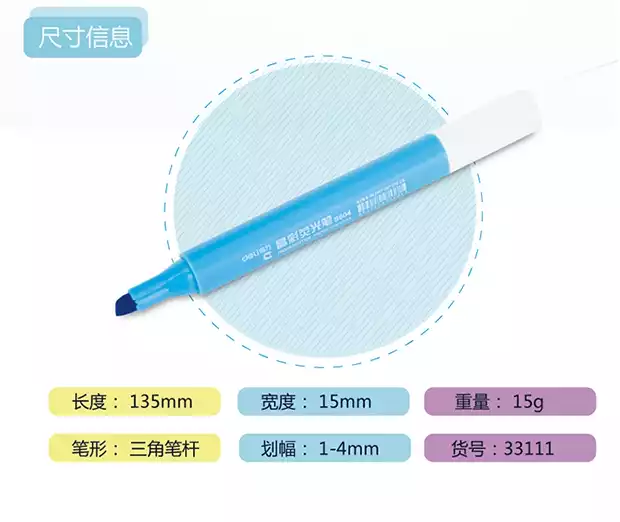 尺寸信息
长度： 135mm
宽度： 15mm
重量： 15g
笔形： 三角笔杆
划幅： 1-4mm
货号：33111